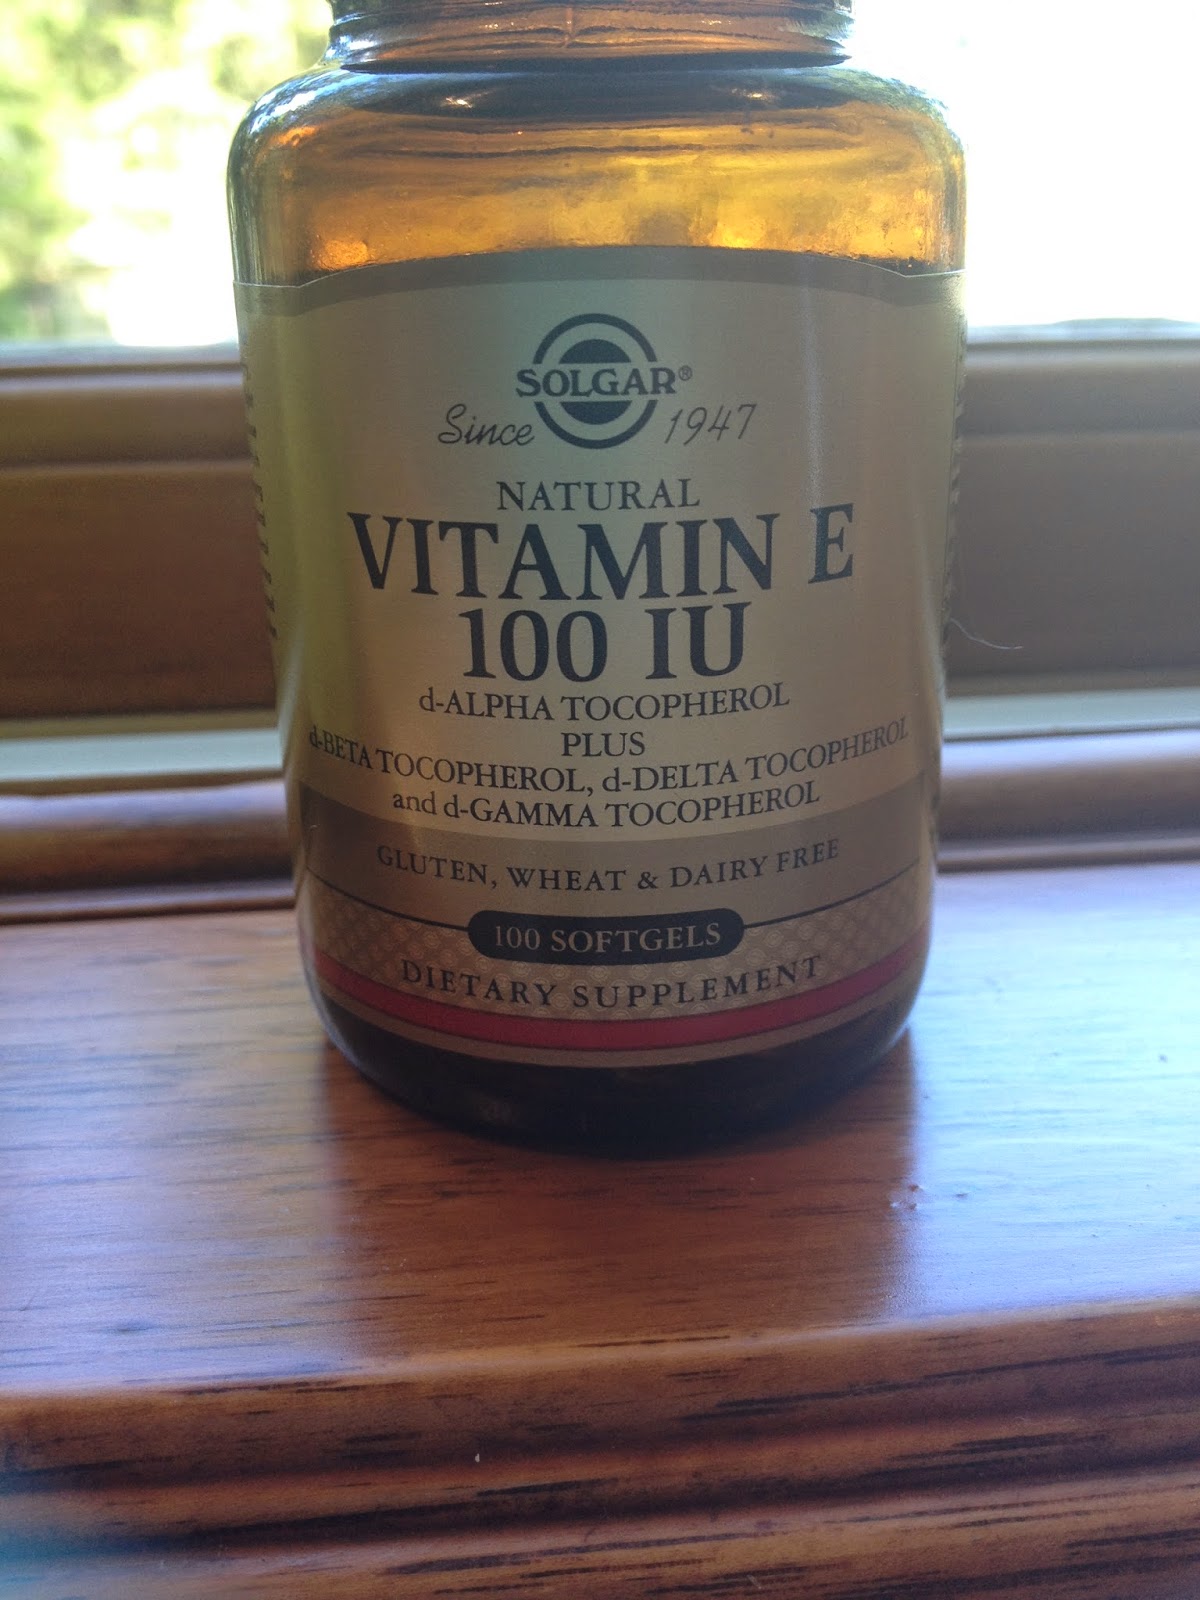 SOLGAR®
Since 1947
NATURAL
VITAMIN E
100 IU
d-ALPHA TOCOPHEROL
PLUS
d-BETA TOCOPHEROL, d-DELTA TOCOPHEROL
and d-GAMMA TOCOPHEROL
GLUTEN, WHEAT & DAIRY FREE
100 SOFTGELS
DIETARY SUPPLEMENT